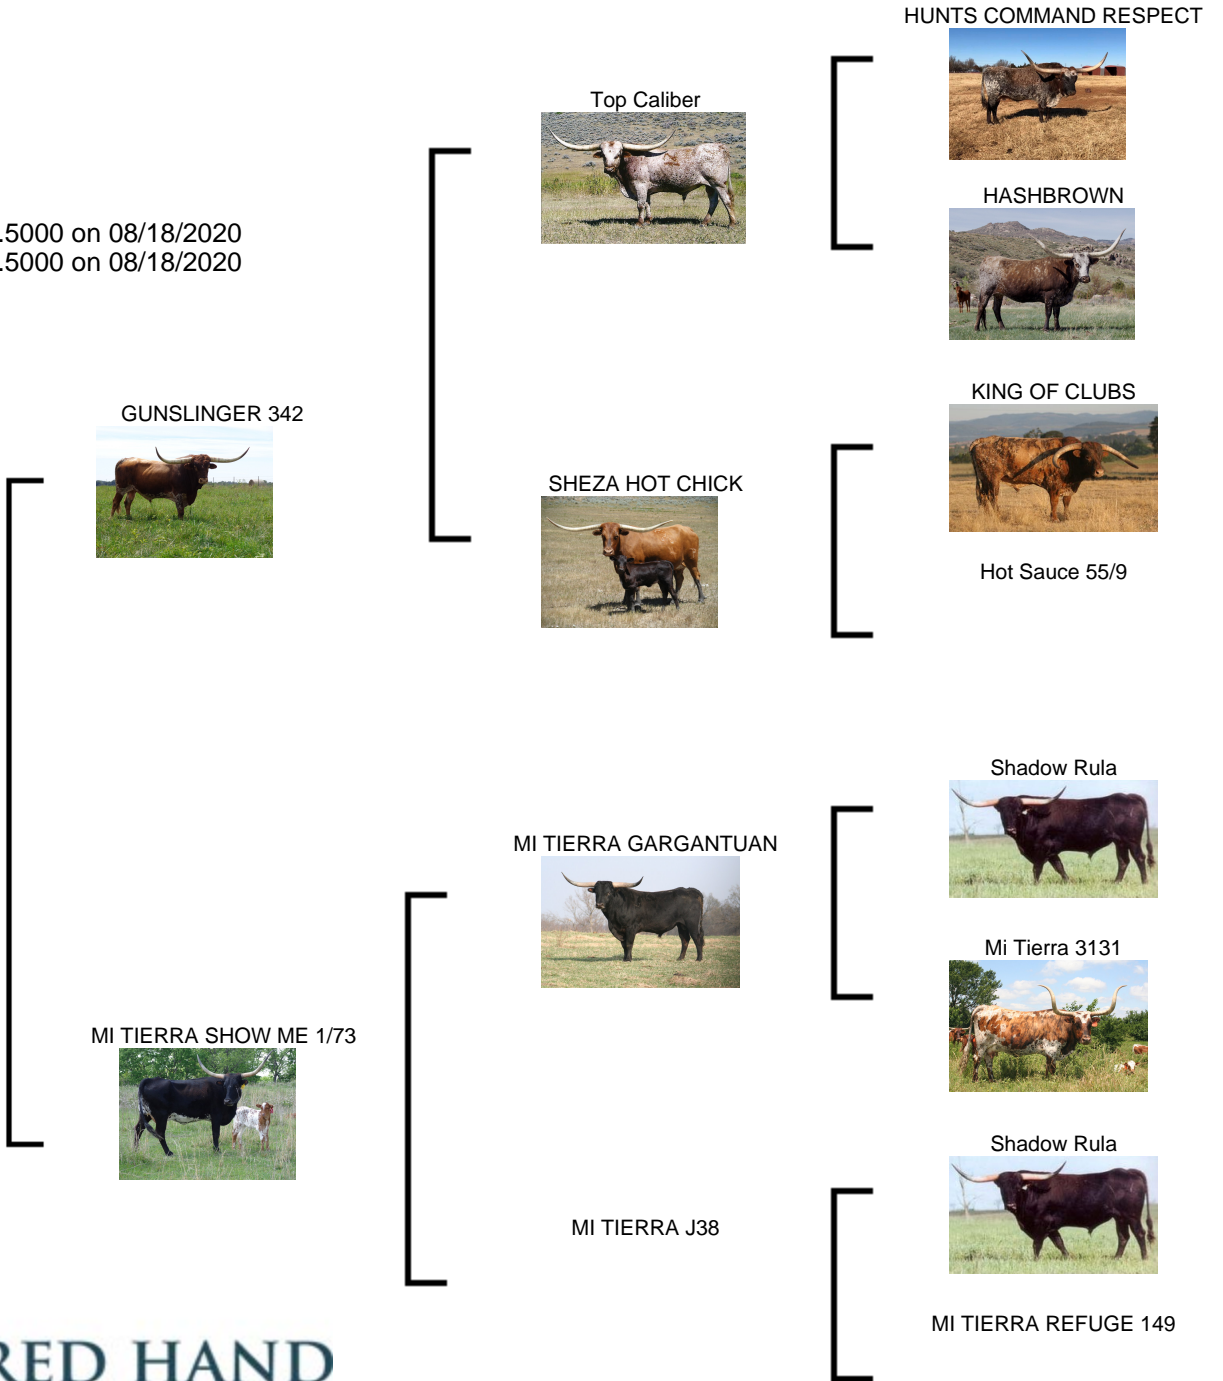 HUNTS COMMAND RESPECT
Top Caliber
HASHBROWN
.5000 on 08/18/2020
.5000 on 08/18/2020
KING OF CLUBS
GUNSLINGER 342
SHEZA HOT CHICK
Hot Sauce 55/9
Shadow Rula
MI TIERRA GARGANTUAN
Mi Tierra 3131
MI TIERRA SHOW ME 1/73
Shadow Rula
MI TIERRA J38
MI TIERRA REFUGE 149
RED HAND